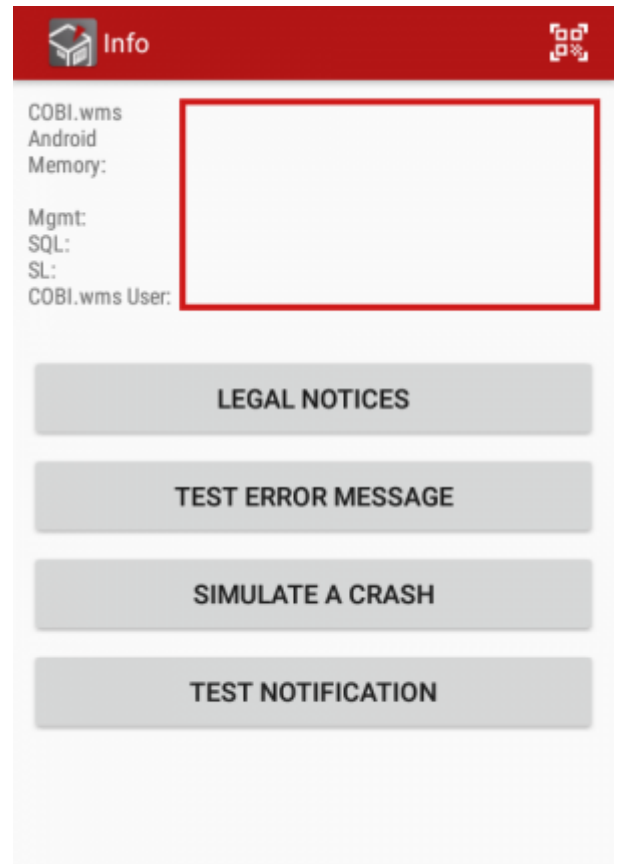 Info
COBI.wms
Android
Memory:
Mgmt:
SQL:
SL:
COBI.wms User:
LEGAL NOTICES
TEST ERROR MESSAGE
SIMULATE A CRASH
TEST NOTIFICATION